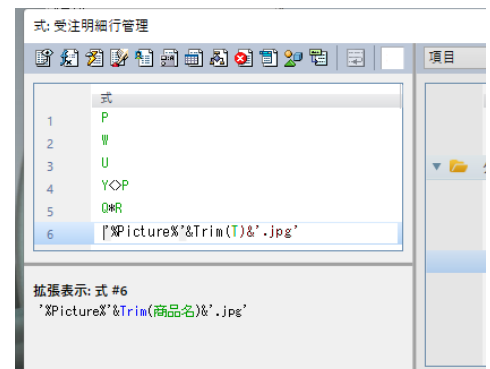 式: 受注明細行管理
項目
式
1 P
2 W
3 U
4 Y<>P
5 Q*R
6 '%Picture%'&Trim(T)&'.jpg'
拡張表示: 式 #6
'%Picture%'&Trim(商品名)&'.jpg'